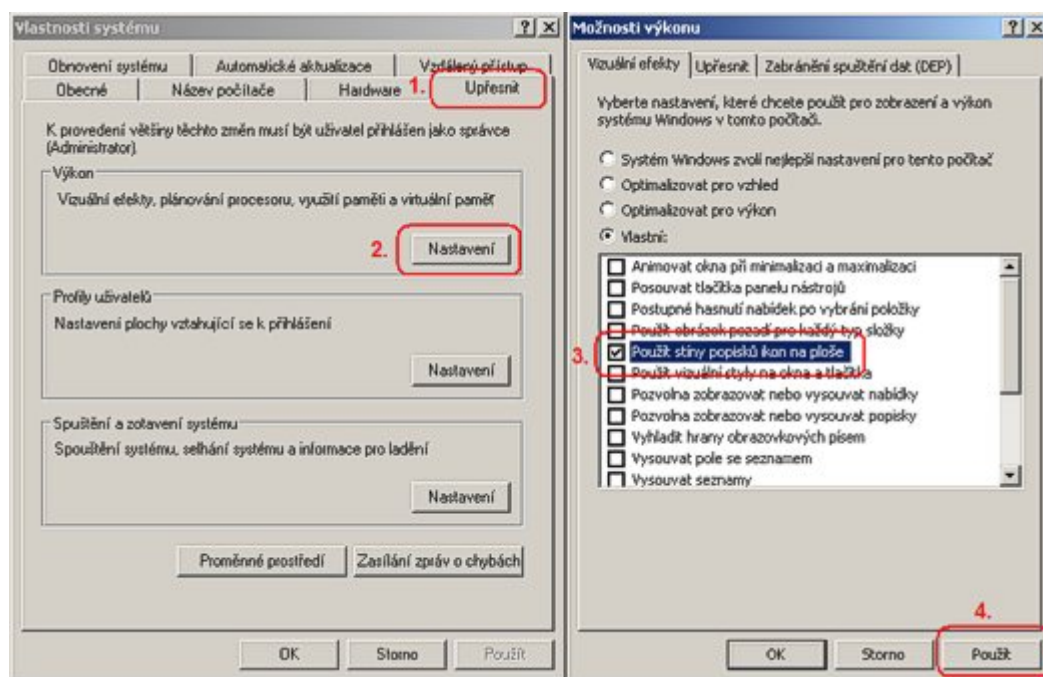 Vlastnosti systému
Obnovení systému
Automatické aktualizace
Vzdálený přístup
1.
Obecné
Název počítače
Hardware
Upřesnit
K provedení většiny těchto změn musí být uživatel přihlášen jako správce
(Administrator).
Výkon
Vizuální efekty, plánování procesoru, využití paměti a virtuální paměť
2.
Nastavení
Profily uživatelů
Nastavení plochy vztahující se k přihlášení
Nastavení
Spuštění a zotavení systému
Spouštění systému, selhání systému a informace pro ladění
Nastavení
Proměnné prostředí
Zasílání zpráv o chybách
OK
Storno
Použít
Možnosti výkonu
Vizuální efekty
Upřesnit
Zabránění spuštění dat (DEP)
Vyberte nastavení, které chcete použít pro zobrazení a výkon
systému Windows v tomto počítači.
Systém Windows zvolí nejlepší nastavení pro tento počítač
Optimalizovat pro vzhled
Optimalizovat pro výkon
Vlastní:
Animovat okna při minimalizaci a maximalizaci
Posouvat tlačítka panelu nástrojů
Postupné hasnutí nabídek po vybrání položky
Použít obrázek pozadí pro každý typ složky
3.
Použít stíny popisků ikon na ploše
Použít vizuální styly na okna a tlačítka
Pozvolna zobrazovat nebo vysouvat nabídky
Pozvolna zobrazovat nebo vysouvat popisky
Vyhladit hrany obrazovkových písem
Vysouvat pole se seznamem
Vysouvat seznamy
4.
OK
Storno
Použít